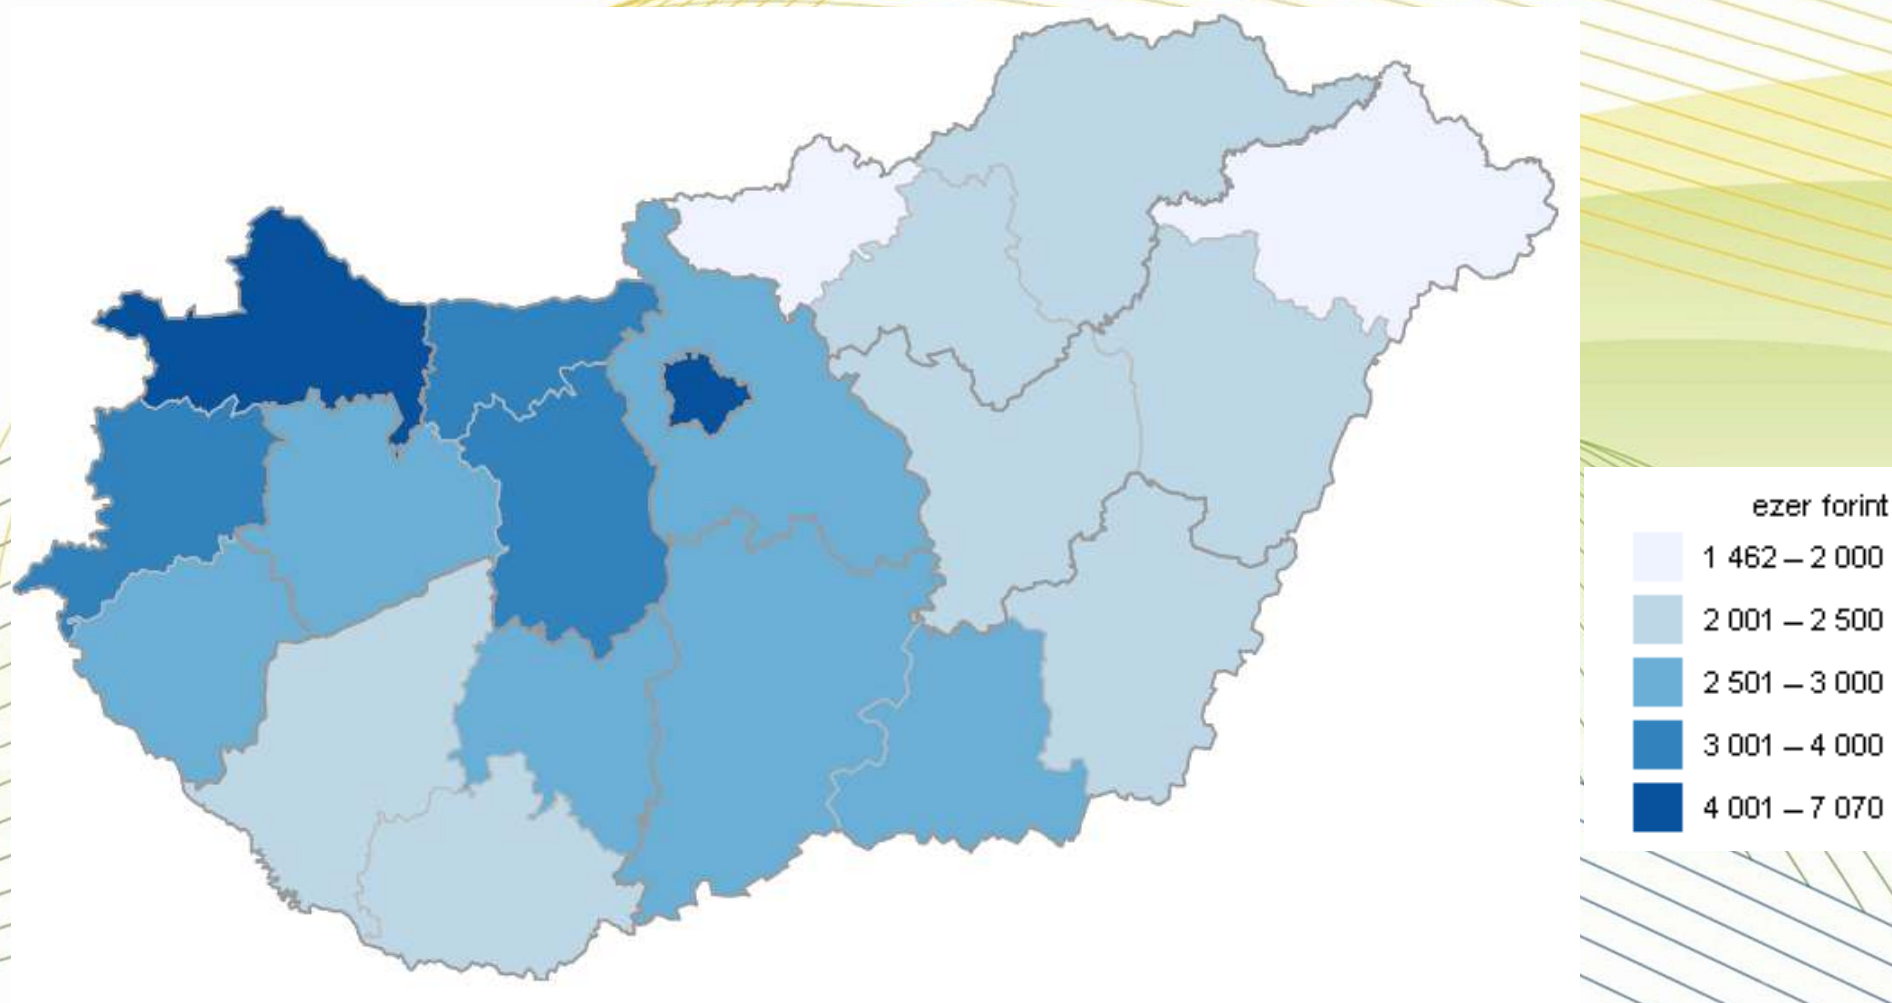 ezer forint
1 462 – 2 000
2 001 – 2 500
2 501 – 3 000
3 001 – 4 000
4 001 – 7 070